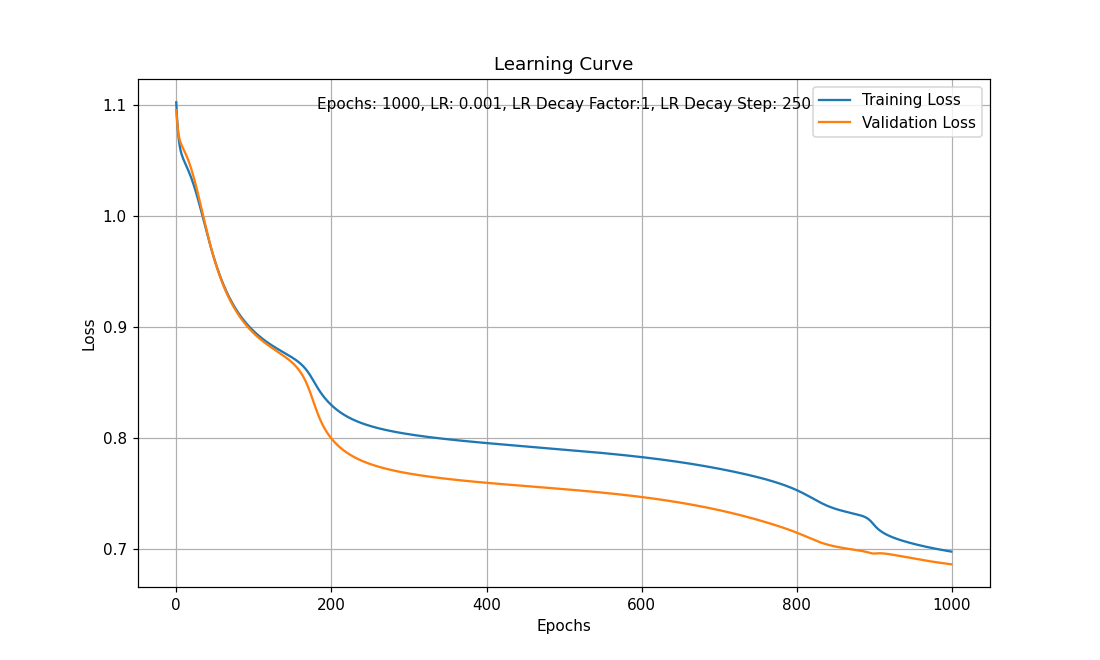 Learning Curve
Epochs: 1000, LR: 0.001, LR Decay Factor:1, LR Decay Step: 250
Training Loss
Validation Loss
Loss
1.1
1.0
0.9
0.8
0.7
0
200
400
600
800
1000
Epochs